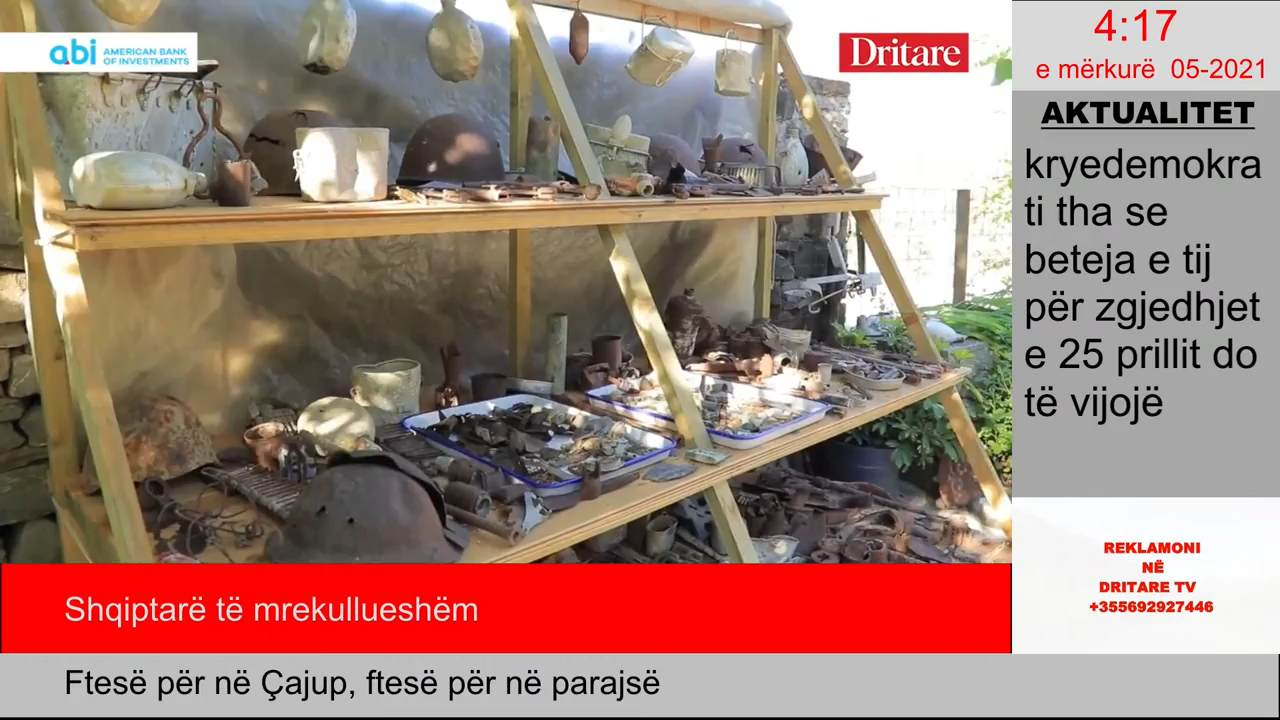 abi AMERICAN BANK
OF INVESTMENTS
Dritare
4:17
e mërkurë 05-2021
AKTUALITET
kryedemokra
ti tha se
beteja e tij
për zgjedhjet
e 25 prillit do
të vijojë
REKLAMONI
NË
DRITARE TV
+355692927446
Shqiptarë të mrekullueshëm
Ftesë për në Çajup, ftesë për në parajsë